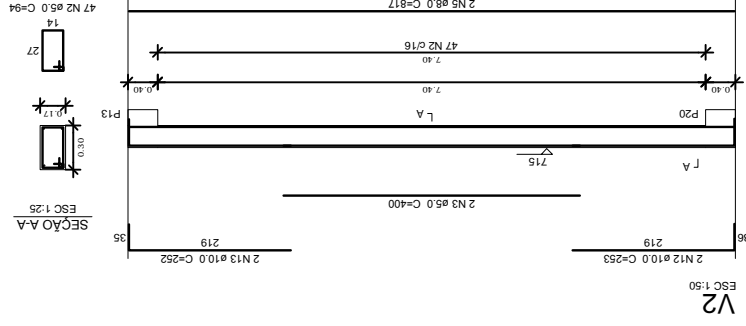 V2
ESC 1:50
2 N12 ø10.0 C=253
219
2 N13 ø10.0 C=252
219
35
2 N3 ø5.0 C=400
SEÇÃO A-A
ESC 1:25
Γ A
715
L A
P20
P13
0.30
0.17
0.40
7.40
0.40
7.40
47 N2 c/16
27
14
47 N2 ø5.0 C=94
2 N5 ø8.0 C=817